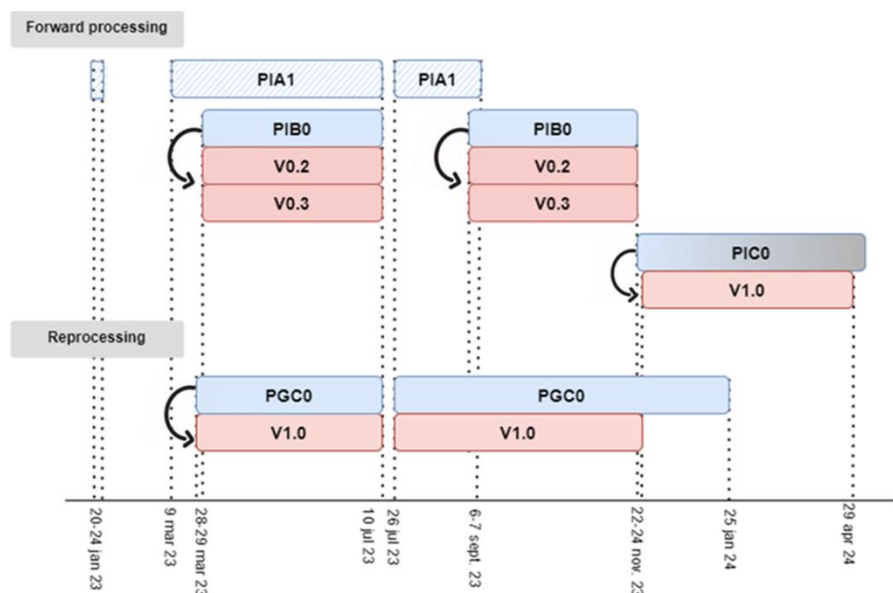 Forward processing
PIA1
PIA1
PIB0
PIB0
V0.2
V0.2
V0.3
V0.3
PIC0
V1.0
Reprocessing
PGC0
PGC0
V1.0
V1.0
20-24 jan 23
9 mar 23
28-29 mar 23
10 jul 23
26 jul 23
6-7 sept. 23
22-24 nov. 23
25 jan 24
29 apr 24